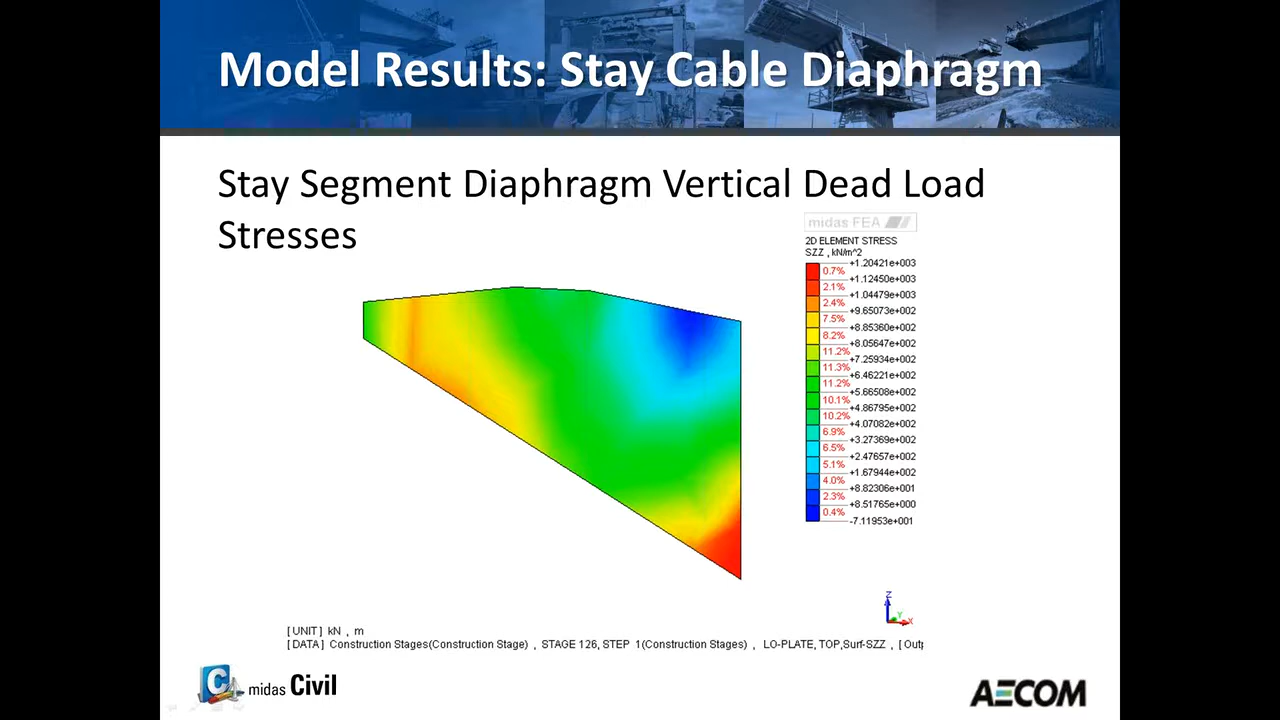 Model Results: Stay Cable Diaphragm
Stay Segment Diaphragm Vertical Dead Load
Stresses
midas FEA
2D ELEMENT STRESS
SZZ , kN/m^2
+1.20421e+003
0.7%
+1.12450e+003
2.1%
+1.04479e+003
2.4%
+9.65073e+002
7.5%
+8.85360e+002
8.2%
+8.05647e+002
11.2%
+7.25934e+002
11.3%
+6.46221e+002
11.2%
+5.66508e+002
10.1%
+4.86795e+002
10.2%
+4.07082e+002
6.9%
+3.27369e+002
6.5%
+2.47657e+002
5.1%
+1.67944e+002
4.0%
+8.82306e+001
2.3%
+8.51765e+000
0.4%
-7.11953e+001
Z
Y
X
[UNIT] kN , m
[DATA] Construction Stages(Construction Stage) , STAGE 126, STEP 1(Construction Stages) , LO-PLATE, TOP,Surf-SZZ , [ Outp
C midas Civil
AECOM